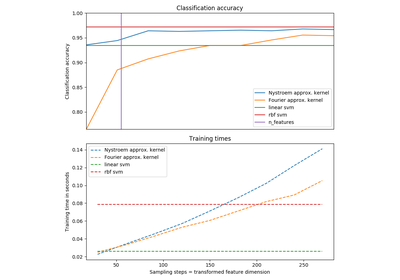 Classification accuracy
1.00
0.95
0.90
0.85
0.80
Classification accuracy
Nystroem approx. kernel
Fourier approx. kernel
linear svm
rbf svm
n_features
Training times
0.14
0.12
0.10
0.08
0.06
0.04
0.02
Training time in seconds
Nystroem approx. kernel
Fourier approx. kernel
linear svm
rbf svm
50 100 150 200 250
Sampling steps = transformed feature dimension